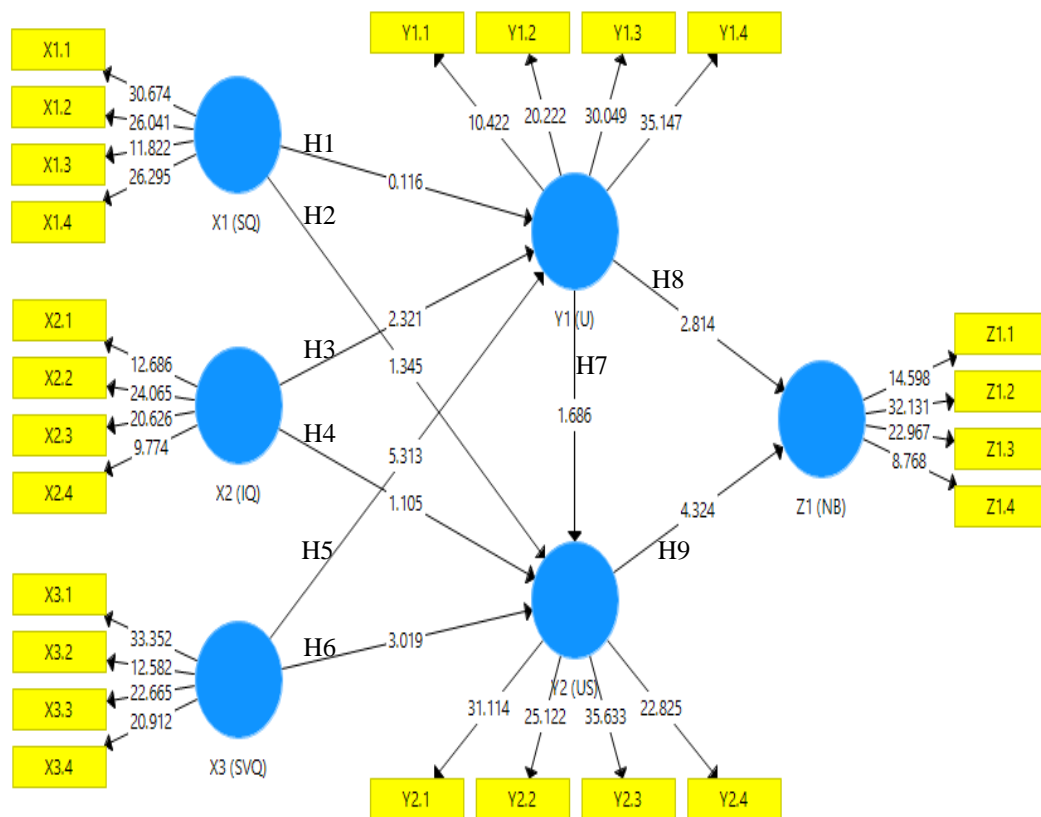 Y1.1 Y1.2 Y1.3 Y1.4
X1.1
X1.2
X1.3
X1.4
30.674
26.041
11.822
26.295
X1 (SQ)
10.422 20.222 30.049 35.147
H1
0.116
H2
Y1 (U)
H8
2.814
X2.1
X2.2
X2.3
X2.4
12.686
24.065
20.626
9.774
X2 (IQ)
2.321
H3
1.345
H7
1.686
H4
1.105
5.313
H5
Z1.1
Z1.2
Z1.3
Z1.4
14.598
32.131
22.967
8.768
Z1 (NB)
4.324
H9
X3.1
X3.2
X3.3
X3.4
33.352
12.582
22.665
20.912
X3 (SVQ)
H6
3.019
Y2 (US)
31.114 25.122 35.633 22.825
Y2.1 Y2.2 Y2.3 Y2.4